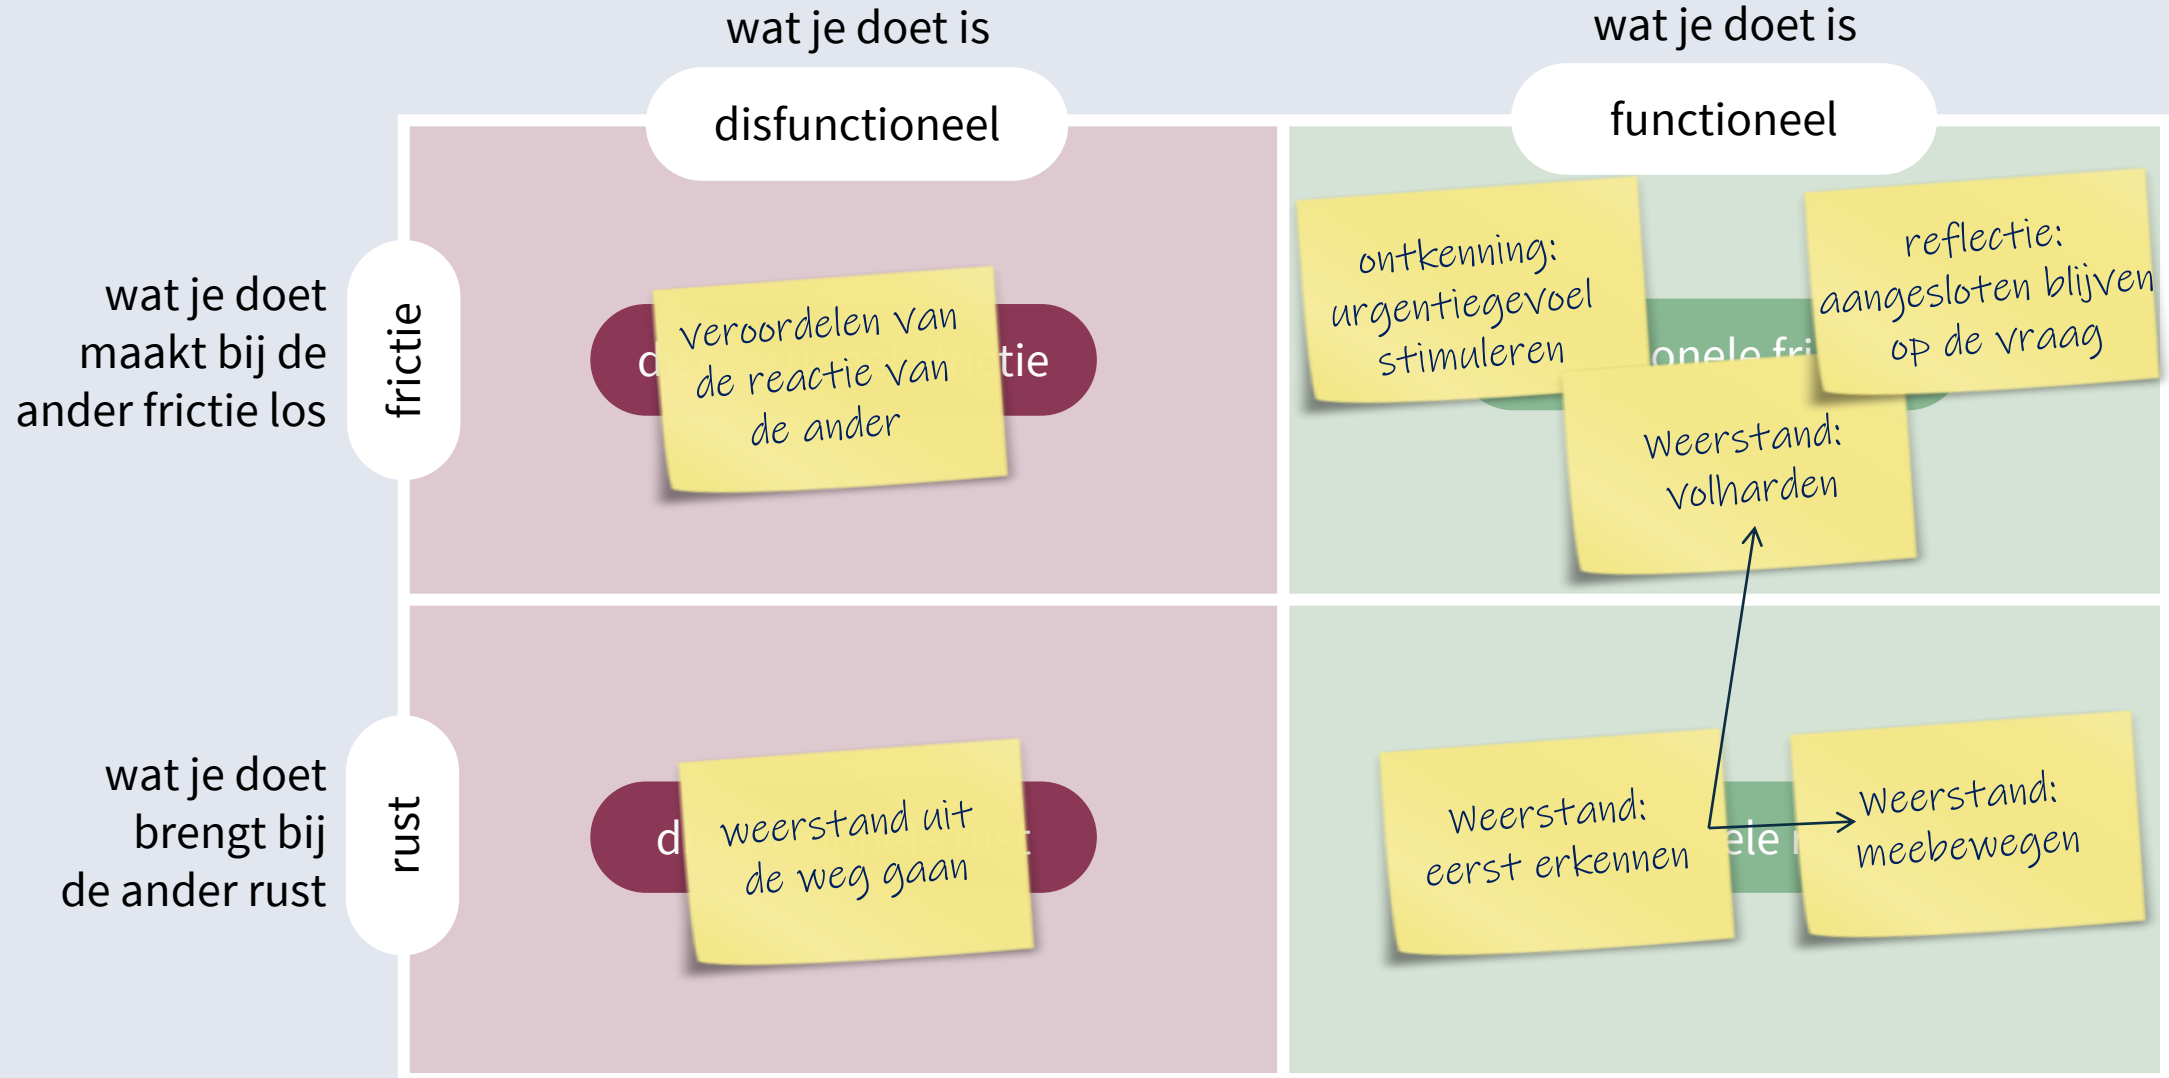 wat je doet is
disfunctioneel
wat je doet is
functioneel
wat je doet
maakt bij de
ander frictie los
frictie
veroordelen van
de reactie van
de ander
ontkenning:
urgentiegevoel
stimuleren
reflectie:
aangesloten blijven
op de vraag
Weerstand:
volharden
wat je doet
brengt bij
de ander rust
rust
weerstand uit
de weg gaan
Weerstand:
eerst erkennen
Weerstand:
meebewegen